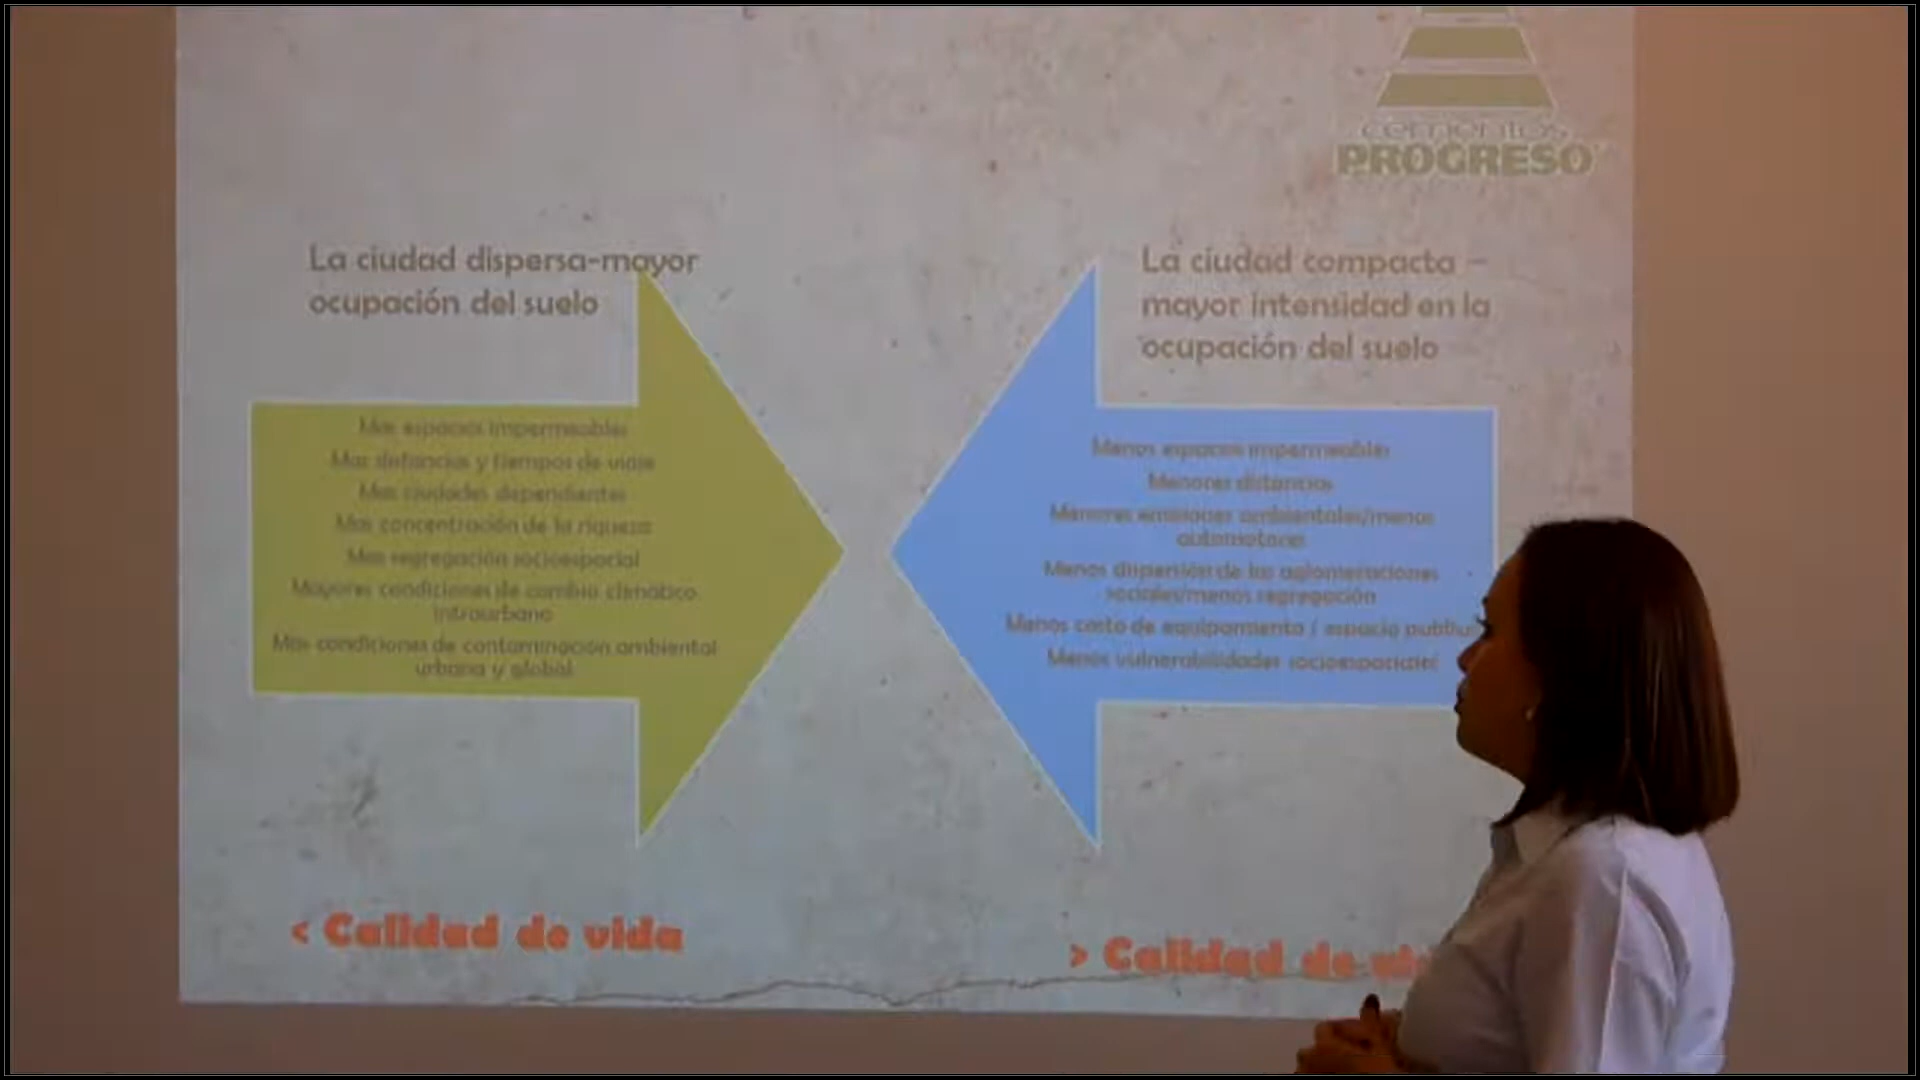 cementos
PROGRESO
La ciudad dispersa-mayor
ocupación del suelo
Mas espacios impermeables
Mas distancias y tiempos de viaje
Mas ciudades dependientes
Mas concentración de la riqueza
Mas segregación socioespacial
Mayores condiciones de cambio climático
intraurbano
Mas condiciones de contaminación ambiental
urbana y global
< Calidad de vida
La ciudad compacta –
mayor intensidad en la
ocupación del suelo
Menos espacios impermeables
Menores distancias
Menores emisiones ambientales/menos
automotores
Menos dispersión de las aglomeraciones
sociales/menos segregación
Menos costo de equipamiento / espacio
Menos vulnerabilidades socioespaciales
> Calidad de